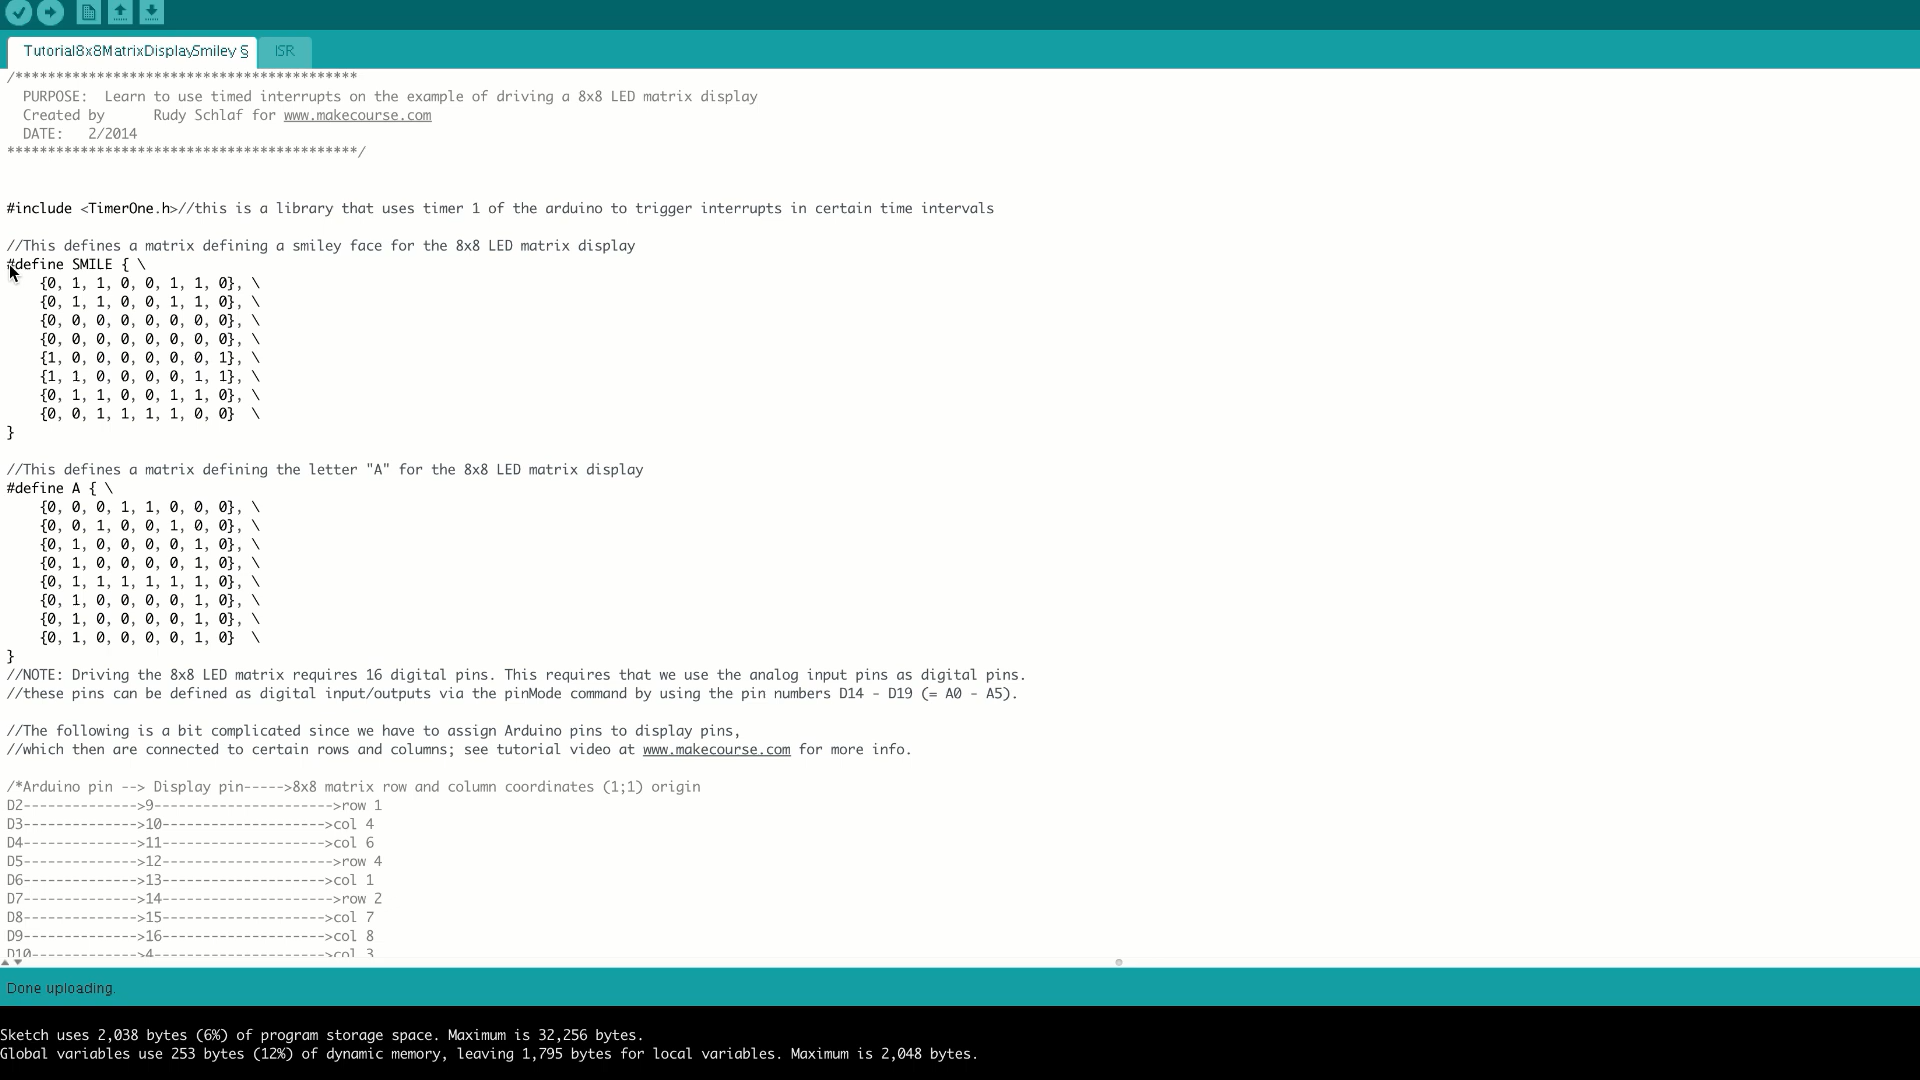 Tutorial8x8MatrixDisplaySmiley §
ISR
/******************************************
PURPOSE:  Learn to use timed interrupts on the example of driving a 8x8 LED matrix display
Created by      Rudy Schlaf for www.makecourse.com
DATE:   2/2014
*******************************************/
#include <TimerOne.h>//this is a library that uses timer 1 of the arduino to trigger interrupts in certain time intervals
//This defines a matrix defining a smiley face for the 8x8 LED matrix display
#define SMILE { \
{0, 1, 1, 0, 0, 1, 1, 0}, \
{0, 1, 1, 0, 0, 1, 1, 0}, \
{0, 0, 0, 0, 0, 0, 0, 0}, \
{0, 0, 0, 0, 0, 0, 0, 0}, \
{1, 0, 0, 0, 0, 0, 0, 1}, \
{1, 1, 0, 0, 0, 0, 1, 1}, \
{0, 1, 1, 0, 0, 1, 1, 0}, \
{0, 0, 1, 1, 1, 1, 0, 0}  \
}
//This defines a matrix defining the letter "A" for the 8x8 LED matrix display
#define A { \
{0, 0, 0, 1, 1, 0, 0, 0}, \
{0, 0, 1, 0, 0, 1, 0, 0}, \
{0, 1, 0, 0, 0, 0, 1, 0}, \
{0, 1, 0, 0, 0, 0, 1, 0}, \
{0, 1, 1, 1, 1, 1, 1, 0}, \
{0, 1, 0, 0, 0, 0, 1, 0}, \
{0, 1, 0, 0, 0, 0, 1, 0}, \
{0, 1, 0, 0, 0, 0, 1, 0}  \
}
//NOTE: Driving the 8x8 LED matrix requires 16 digital pins. This requires that we use the analog input pins as digital pins.
//these pins can be defined as digital input/outputs via the pinMode command by using the pin numbers D14 - D19 (= A0 - A5).
//The following is a bit complicated since we have to assign Arduino pins to display pins,
//which then are connected to certain rows and columns; see tutorial video at www.makecourse.com for more info.
/*Arduino pin --> Display pin----->8x8 matrix row and column coordinates (1;1) origin
D2-------------->9---------------------->row 1
D3-------------->10-------------------->col 4
D4-------------->11-------------------->col 6
D5-------------->12--------------------->row 4
D6-------------->13-------------------->col 1
D7-------------->14--------------------->row 2
D8-------------->15-------------------->col 7
D9-------------->16-------------------->col 8
D10------------->4--------------------->col 3
Done uploading.
Sketch uses 2,038 bytes (6%) of program storage space. Maximum is 32,256 bytes.
Global variables use 253 bytes (12%) of dynamic memory, leaving 1,795 bytes for local variables. Maximum is 2,048 bytes.